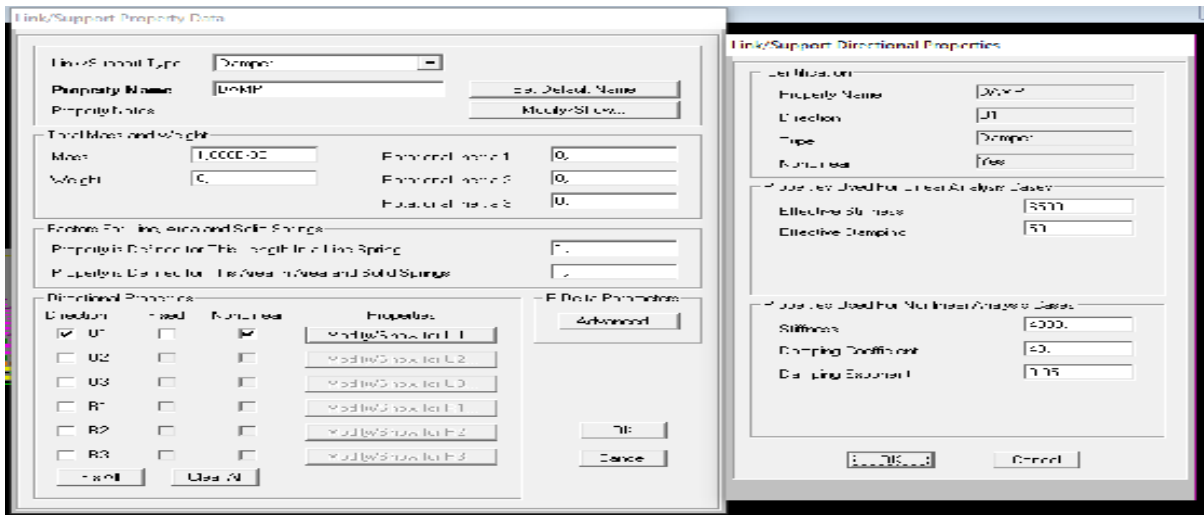 Link/Support Property Data
Link/Support Type
Damper
Property Name
DAMP
Set Default Name
Property Notes
Modify/Show...
Total Mass and Weight
Mass
Rotational Inertia 1
0,
Weight
0,
Rotational Inertia 2
0,
Rotational Inertia 3
0,
Factors For Line, Area and Solid Springs
Property is Defined for This Length In a Line Spring
Property is Defined for This Area In Area and Solid Springs
Directional Properties
P-Delta Parameters
Direction
Fixed
NonLinear
Properties
Advanced
U1
Modify/Show for U1...
U2
Modify/Show for U2...
U3
Modify/Show for U3...
R1
Modify/Show for R1...
R2
Modify/Show for R2...
R3
Modify/Show for R3...
Fix All
Clear All
OK
Cancel
Link/Support Directional Properties
Identification
Property Name
DAMP
Direction
U1
Type
Damper
NonLinear
Yes
Properties Used For Linear Analysis Cases
Effective Stiffness
Effective Damping
Properties Used For Nonlinear Analysis Cases
Stiffness
4000,
Damping Coefficient
40,
Damping Exponent
OK
Cancel